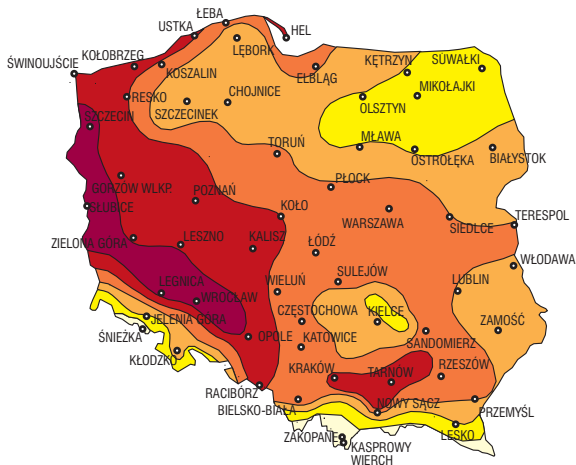 ŁEBA
USTKA
HEL
KOŁOBRZEG
LĘBORK
ŚWINOUJŚCIE
KOSZALIN
ELBLĄG
KĘTRZYN
SUWAŁKI
RESKO
CHOJNICE
MIKOŁAJKI
SZCZECINEK
OLSZTYN
SZCZECIN
TORUŃ
MŁAWA
OSTROŁĘKA
BIAŁYSTOK
GORZÓW WLKP.
POZNAŃ
PŁOCK
SŁUBICE
KOŁO
WARSZAWA
SIEDLCE
TERESPOL
ZIELONA GÓRA
LESZNO
KALISZ
ŁÓDŹ
WŁODAWA
LEGNICA
WIELUŃ
SULEJÓW
LUBLIN
WROCŁAW
JELENIA GÓRA
CZĘSTOCHOWA
KIELCE
ZAMOŚĆ
ŚNIEŻKA
OPOLE
KATOWICE
SANDOMIERZ
KŁODZKO
KRAKÓW
TARNÓW
RZESZÓW
RACIBÓRZ
BIELSKO-BIAŁA
NOWY SĄCZ
PRZEMYŚL
ZAKOPANE
LESKO
KASPROWY
WIERCH